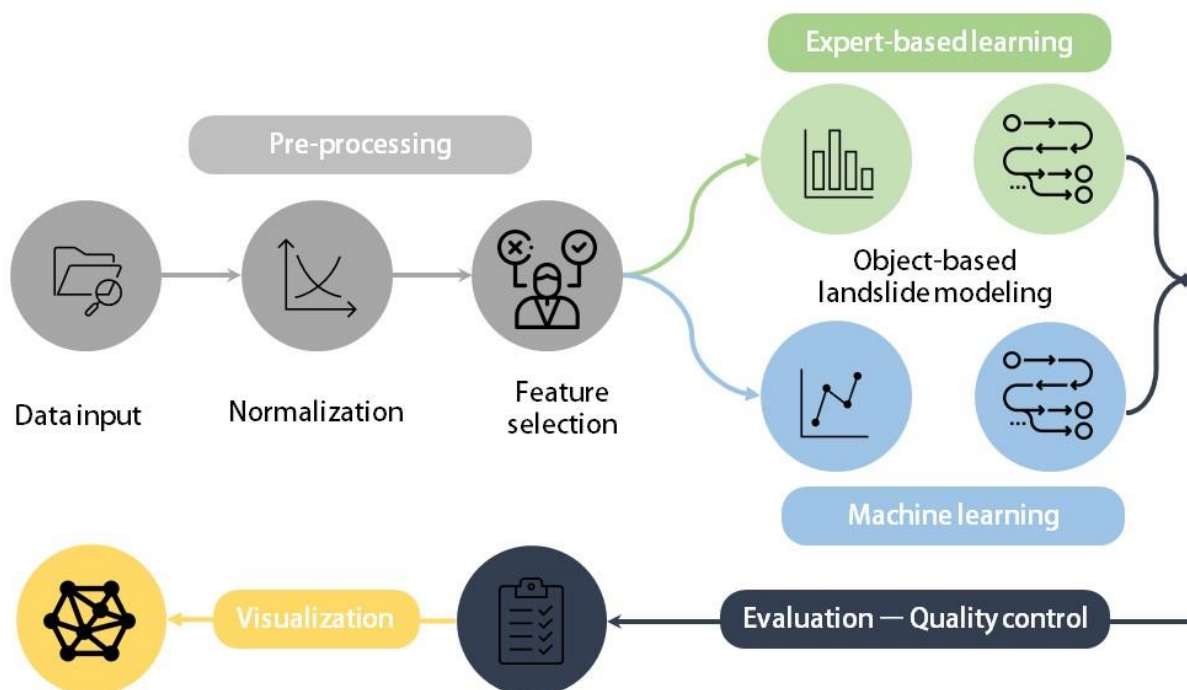 Expert-based learning
Pre-processing
Object-based
landslide modeling
Data input
Normalization
Feature
selection
Machine learning
Visualization
Evaluation — Quality control